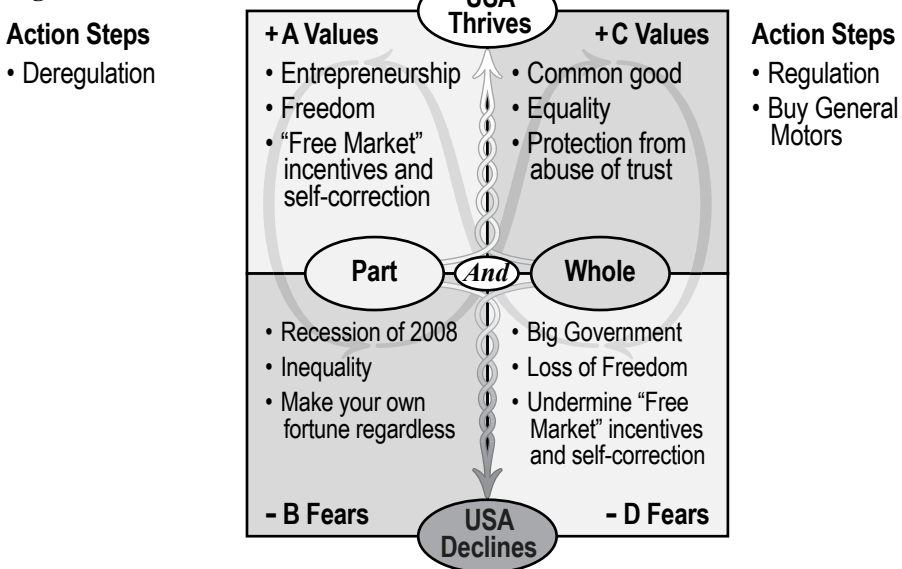 USA
Thrives
Action Steps
• Deregulation
+A Values
• Entrepreneurship
• Freedom
• “Free Market”
incentives and
self-correction
+C Values
• Common good
• Equality
• Protection from
abuse of trust
Action Steps
• Regulation
• Buy General
Motors
Part
And
Whole
• Recession of 2008
• Inequality
• Make your own
fortune regardless
- B Fears
• Big Government
• Loss of Freedom
• Undermine “Free
Market” incentives
and self-correction
- D Fears
USA
Declines